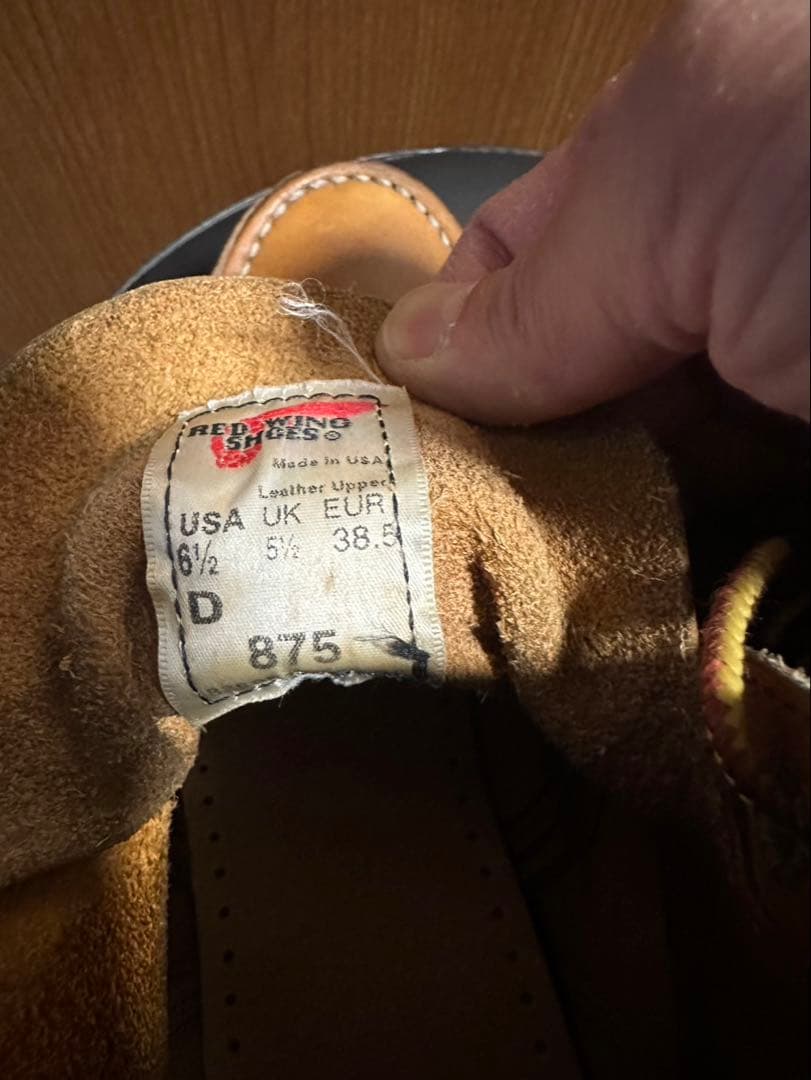 RED WING
SHOES®
Made in USA
Leather Upper
USA UK EUR
6½ 5½ 38.5
D
875